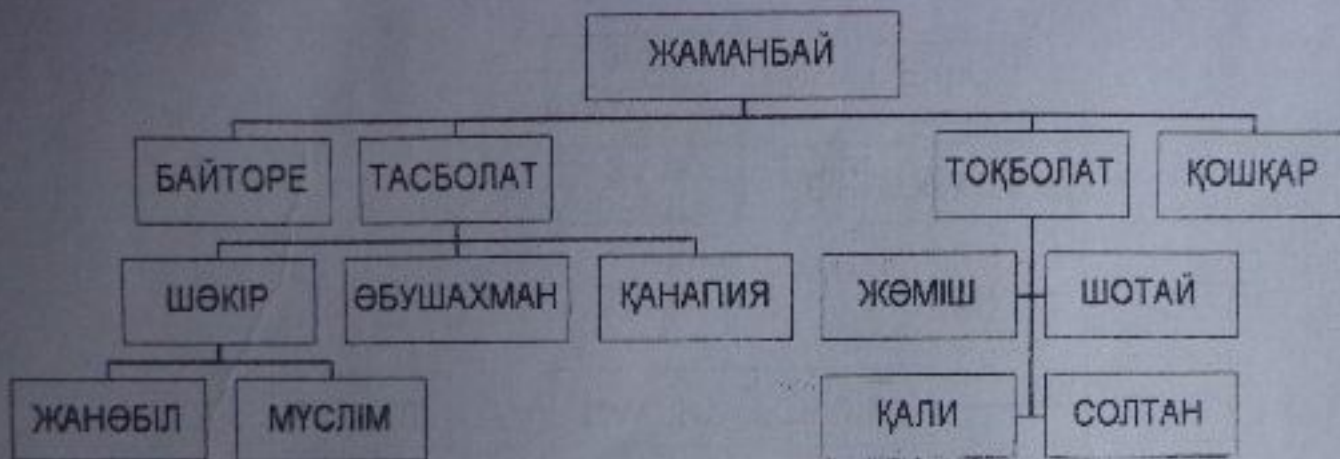 ЖАМАНБАЙ
БАЙТОРЕ ТАСБОЛАТ ТОҚБОЛАТ ҚОШҚАР
ШӘКІР ӘБУШАХМАН ҚАНАПИЯ ЖӘМІШ ШОТАЙ
ЖАНӘБІЛ МҮСЛІМ ҚАЛИ СОЛТАН